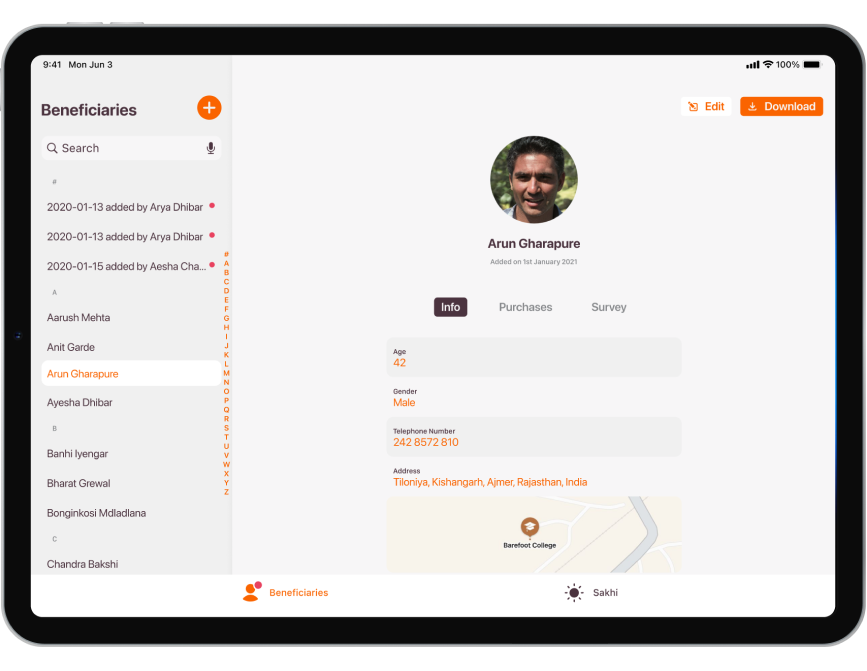 9:41 Mon Jun 3
100%
Beneficiaries
Edit
Download
Search
#
2020-01-13 added by Arya Dhibar
2020-01-13 added by Arya Dhibar
2020-01-15 added by Aesha Cha...
A
Aarush Mehta
Anit Garde
Arun Gharapure
Ayesha Dhibar
B
Banhi Iyengar
Bharat Grewal
Bonginkosi Mdladlana
C
Chandra Bakshi
#
A
B
C
D
E
F
G
H
I
J
K
L
M
N
O
P
Q
R
S
T
U
V
W
X
Y
Z
Arun Gharapure
Added on 1st January 2021
Info Purchases Survey
Age
42
Gender
Male
Telephone Number
242 8572 810
Address
Tiloniya, Kishangarh, Ajmer, Rajasthan, India
Barefoot College
Beneficiaries
Sakhi